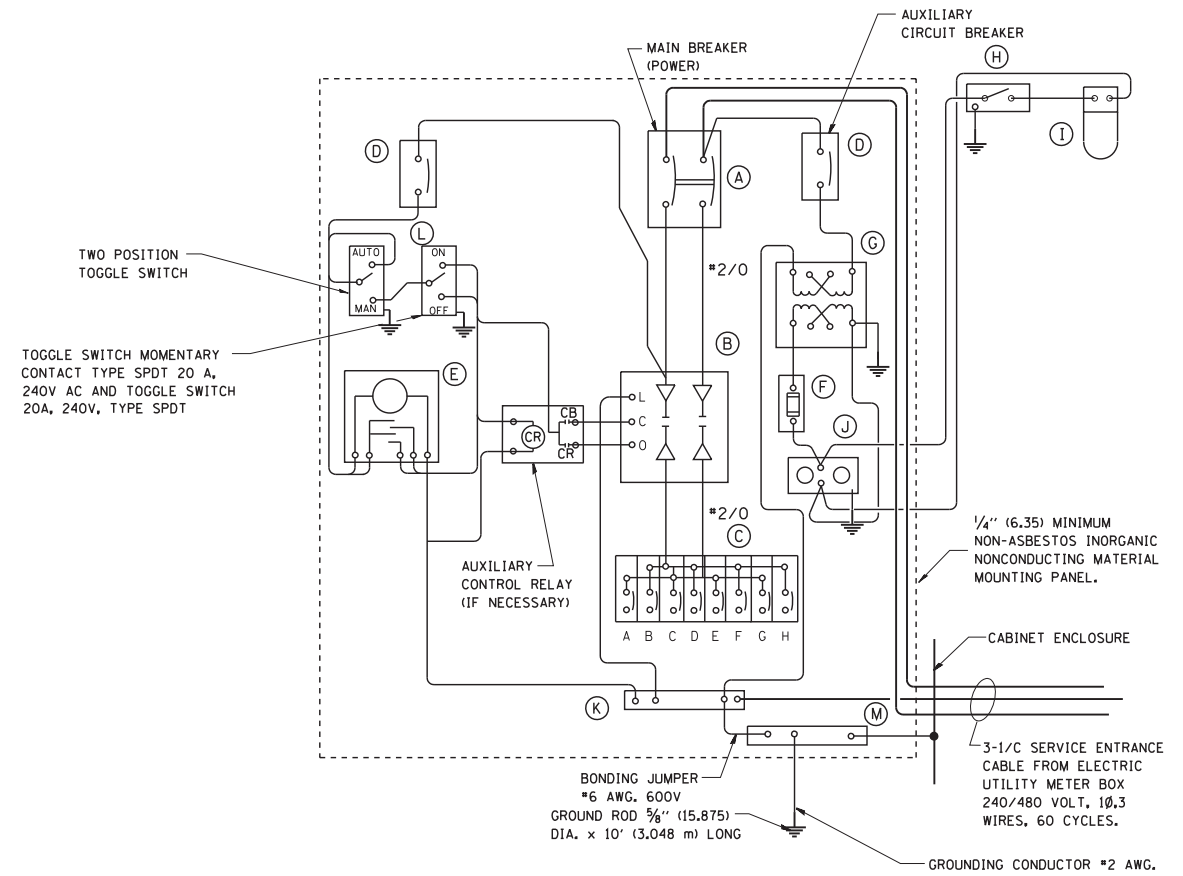 AUXILIARY
CIRCUIT BREAKER
MAIN BREAKER
(POWER)
H
D
D
A
I
L
G
TWO POSITION
TOGGLE SWITCH
AUTO
MAN
ON
OFF
#2/0
TOGGLE SWITCH MOMENTARY
CONTACT TYPE SPDT 20 A,
240V AC AND TOGGLE SWITCH
20A, 240V, TYPE SPDT
B
E
F
L
C
O
CB
CR
CR
J
#2/0
C
1/4" (6.35) MINIMUM
NON-ASBESTOS INORGANIC
NONCONDUCTING MATERIAL
MOUNTING PANEL.
AUXILIARY
CONTROL RELAY
(IF NECESSARY)
A B C D E F G H
CABINET ENCLOSURE
K
M
3-1/C SERVICE ENTRANCE
CABLE FROM ELECTRIC
UTILITY METER BOX
240/480 VOLT, 1Ø,3
WIRES, 60 CYCLES.
BONDING JUMPER
#6 AWG. 600V
GROUND ROD 5/8" (15.875)
DIA. x 10' (3.048 m) LONG
GROUNDING CONDUCTOR #2 AWG.